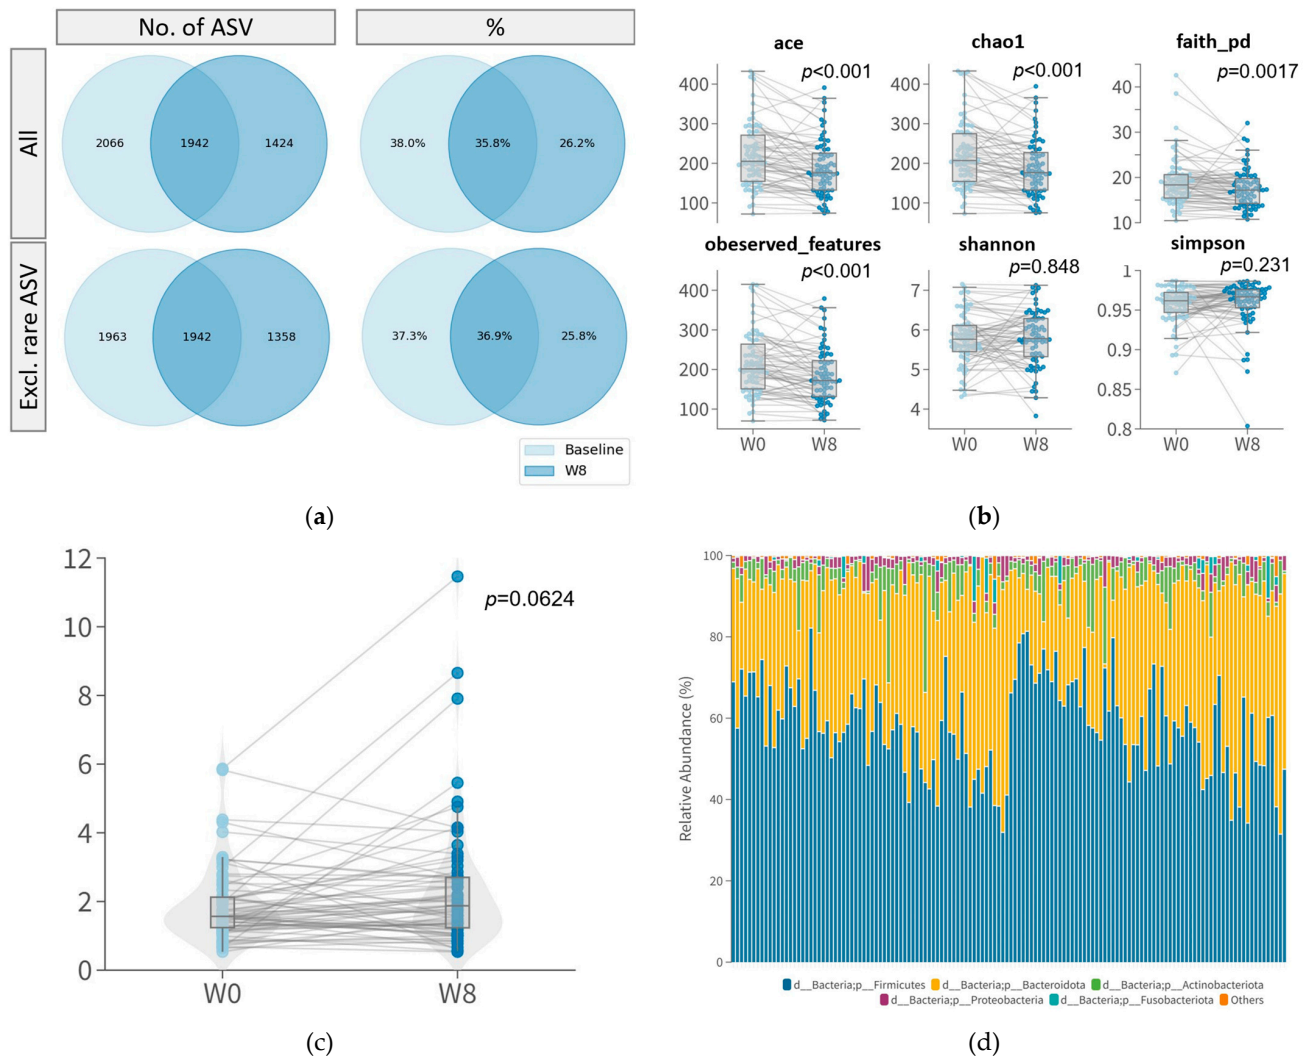 No. of ASV
%
All
2066
1942
1424
38.0%
35.8%
26.2%
Excl. rare ASV
1963
1942
1358
37.3%
36.9%
25.8%
Baseline
W8
(a)
ace
p<0.001
400
300
200
100
chao1
p<0.001
400
300
200
100
faith_pd
p=0.0017
40
30
20
10
obeserved_features
p<0.001
400
300
200
100
W0
W8
shannon
p=0.848
7
6
5
4
W0
W8
simpson
p=0.231
1
0.95
0.9
0.85
0.8
W0
W8
(b)
12
10
8
6
4
2
0
p=0.0624
W0
W8
(c)
Relative Abundance (%)
100
80
60
40
20
0
d__Bacteria;p__Firmicutes
d__Bacteria;p__Bacteroidota
d__Bacteria;p__Actinobacteriota
d__Bacteria;p__Proteobacteria
d__Bacteria;p__Fusobacteriota
Others
(d)